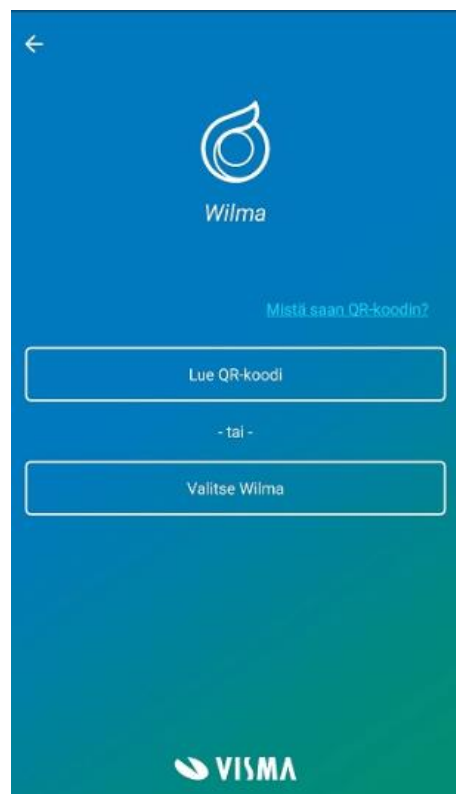 Wilma
Mistä saan QR-koodin?
Lue QR-koodi
- tai -
Valitse Wilma
VISMA